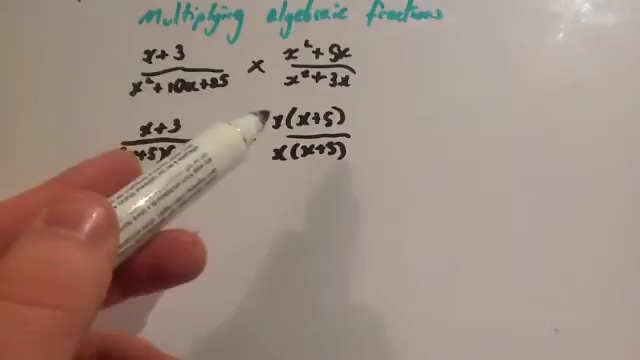 Multiplying algebraic fractions
x+3
x² + 10x + 25
×
x² + 5x
x² + 3x
x+3
x(x+5)
x(x+3)